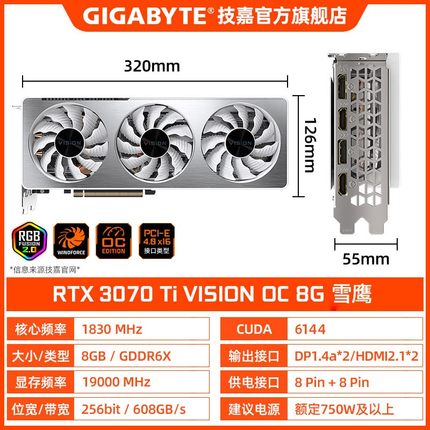 GIGABYTE® 技嘉官方旗舰店
320mm
126mm
55mm
VISION
VISION
VISION
RGB
FUSION
2.0
WINDFORCE
OC
EDITION
PCI-E
4.0 x16
接口类型
*信息来源技嘉官网*
RTX 3070 Ti VISION OC 8G 雪鹰
核心频率 1830 MHz CUDA 6144
大小/类型 8GB / GDDR6X 输出接口 DP1.4a*2/HDMI2.1*2
显存频率 19000 MHz 供电接口 8 Pin + 8 Pin
位宽/带宽 256bit / 608GB/s 建议电源 额定750W及以上